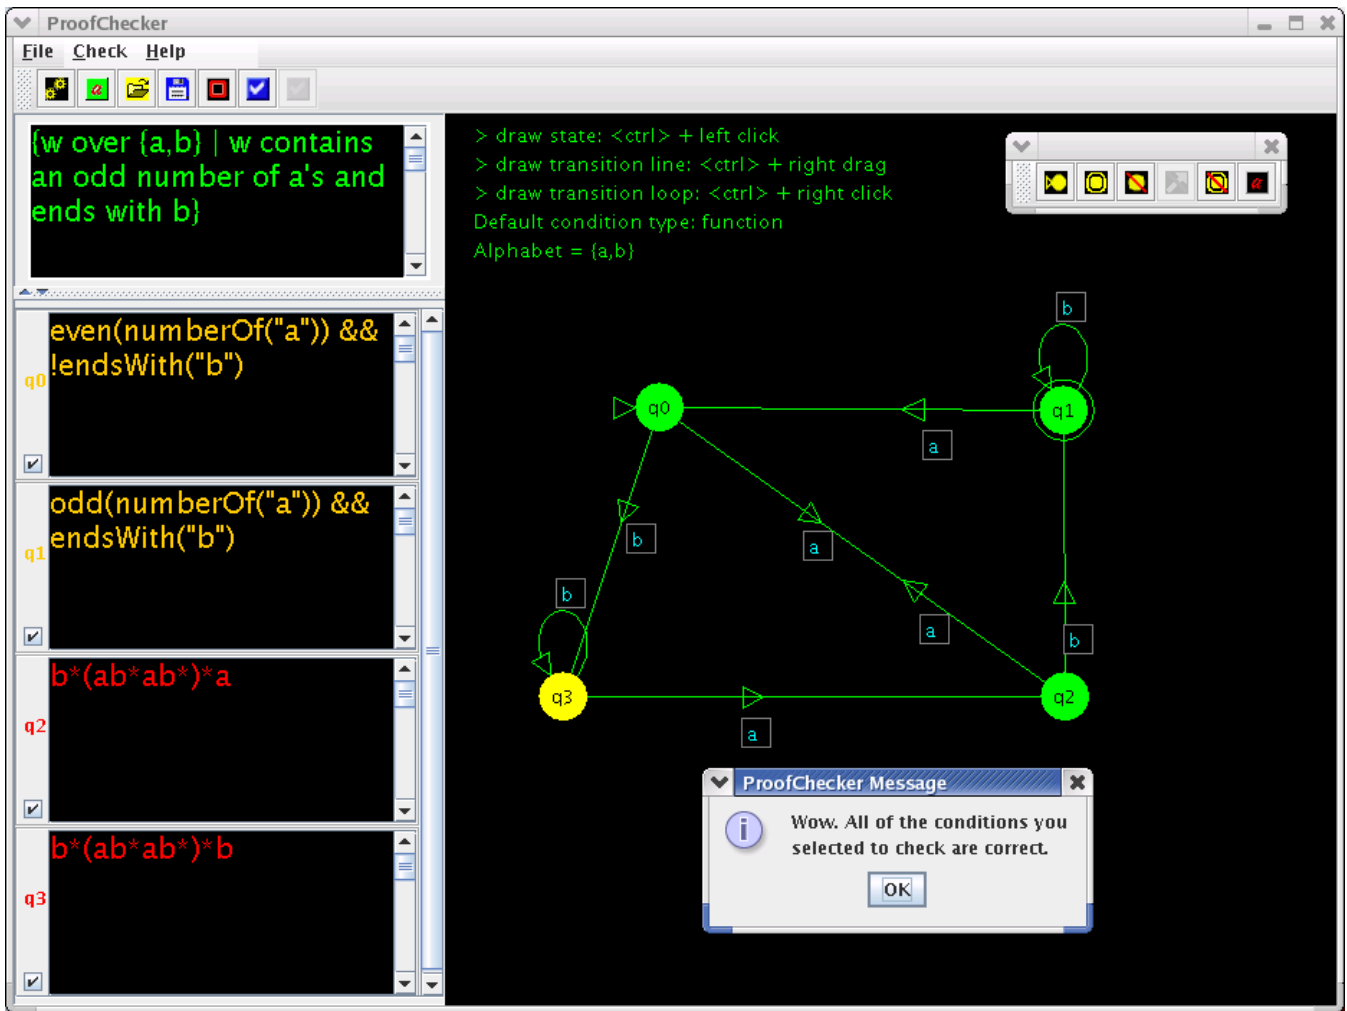 ProofChecker
File Check Help
{w over {a,b} | w contains
an odd number of a's and
ends with b}
> draw state: <ctrl> + left click
> draw transition line: <ctrl> + right drag
> draw transition loop: <ctrl> + right click
Default condition type: function
Alphabet = {a,b}
q0
even(numberOf("a")) &&
!endsWith("b")
q1
odd(numberOf("a")) &&
endsWith("b")
q2
b*(ab*ab*)*a
q3
b*(ab*ab*)*b
b
q0
q1
a
b
a
b
a
b
q3
q2
a
ProofChecker Message
Wow. All of the conditions you
selected to check are correct.
OK